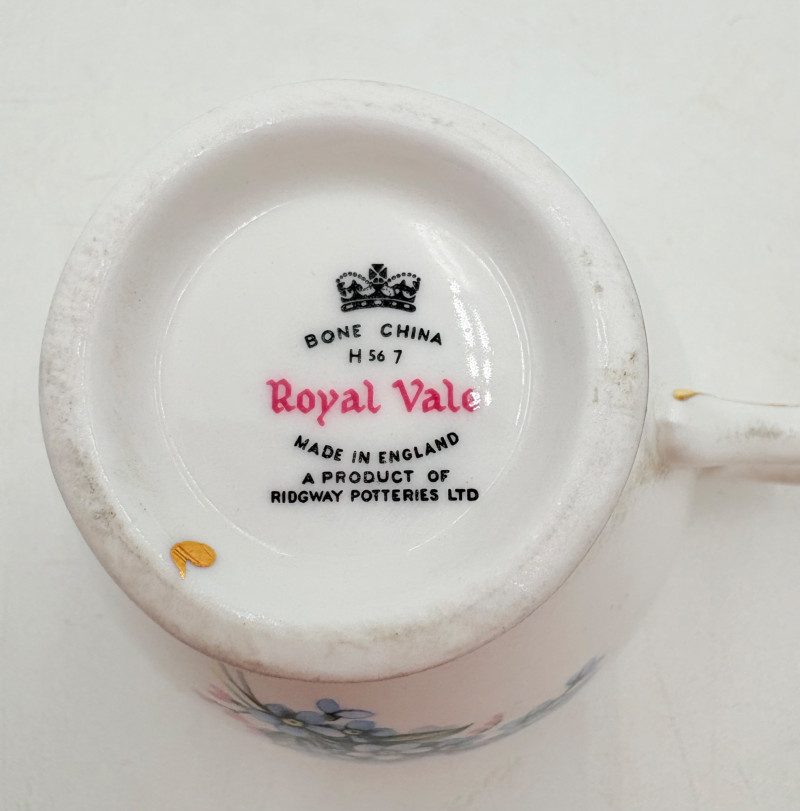 BONE CHINA
H 56 7
Royal Vale
MADE IN ENGLAND
A PRODUCT OF
RIDGWAY POTTERIES LTD